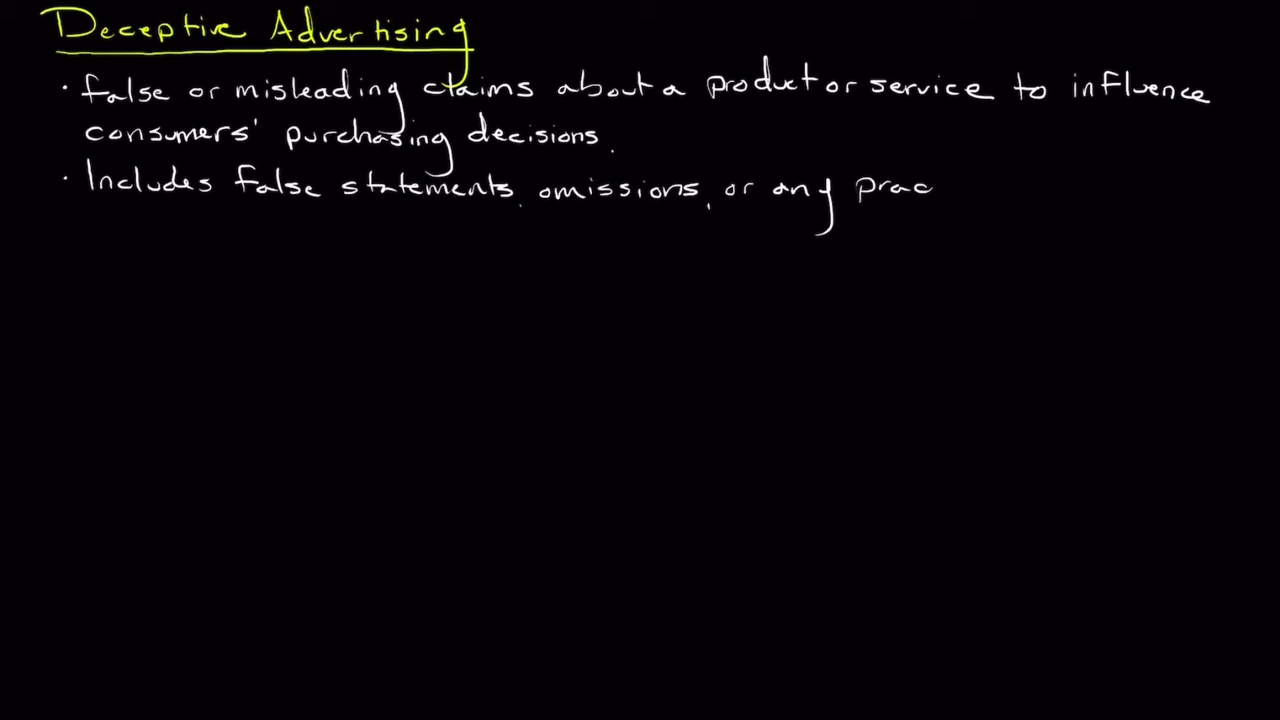 Deceptive Advertising
· False or misleading claims about a product or service to influence
consumers' purchasing decisions.
· Includes false statements, omissions, or any prac